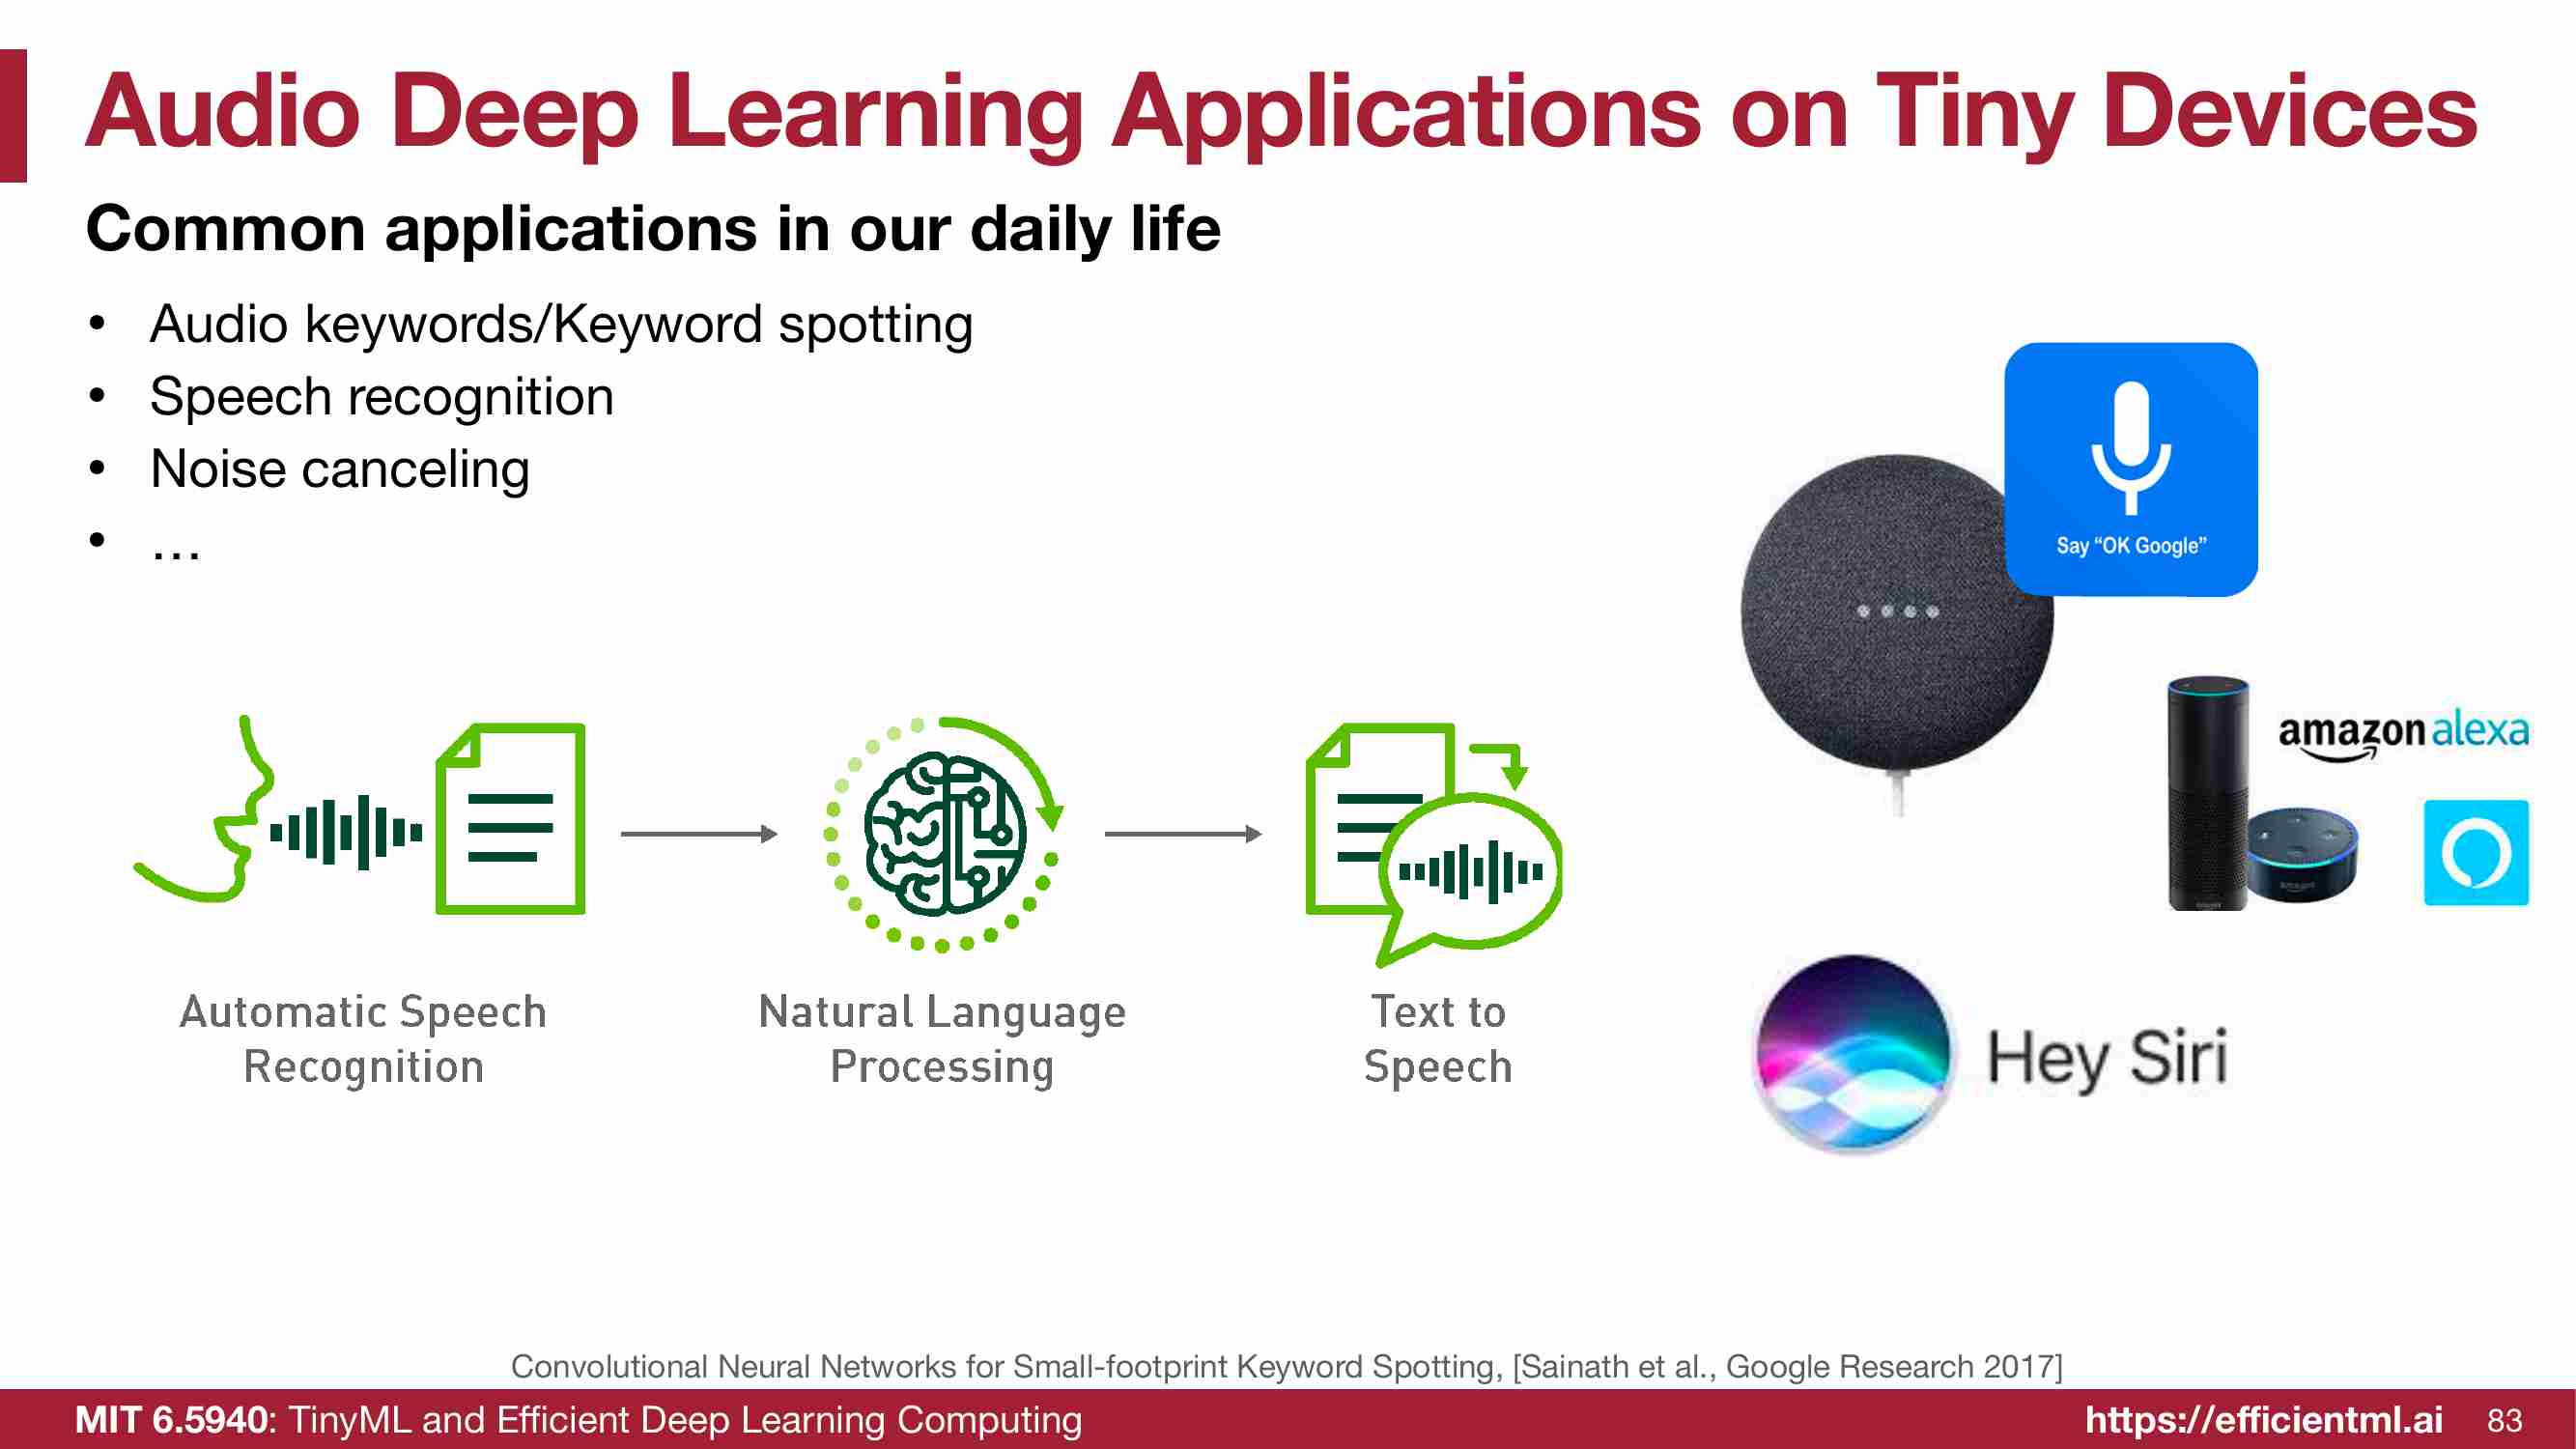 Audio Deep Learning Applications on Tiny Devices
Common applications in our daily life
• Audio keywords/Keyword spotting
• Speech recognition
• Noise canceling
• …
Say “OK Google”
amazon alexa
Automatic Speech
Recognition
Natural Language
Processing
Text to
Speech
Hey Siri
Convolutional Neural Networks for Small-footprint Keyword Spotting, [Sainath et al., Google Research 2017]
MIT 6.5940: TinyML and Efficient Deep Learning Computing
https://efficientml.ai
83